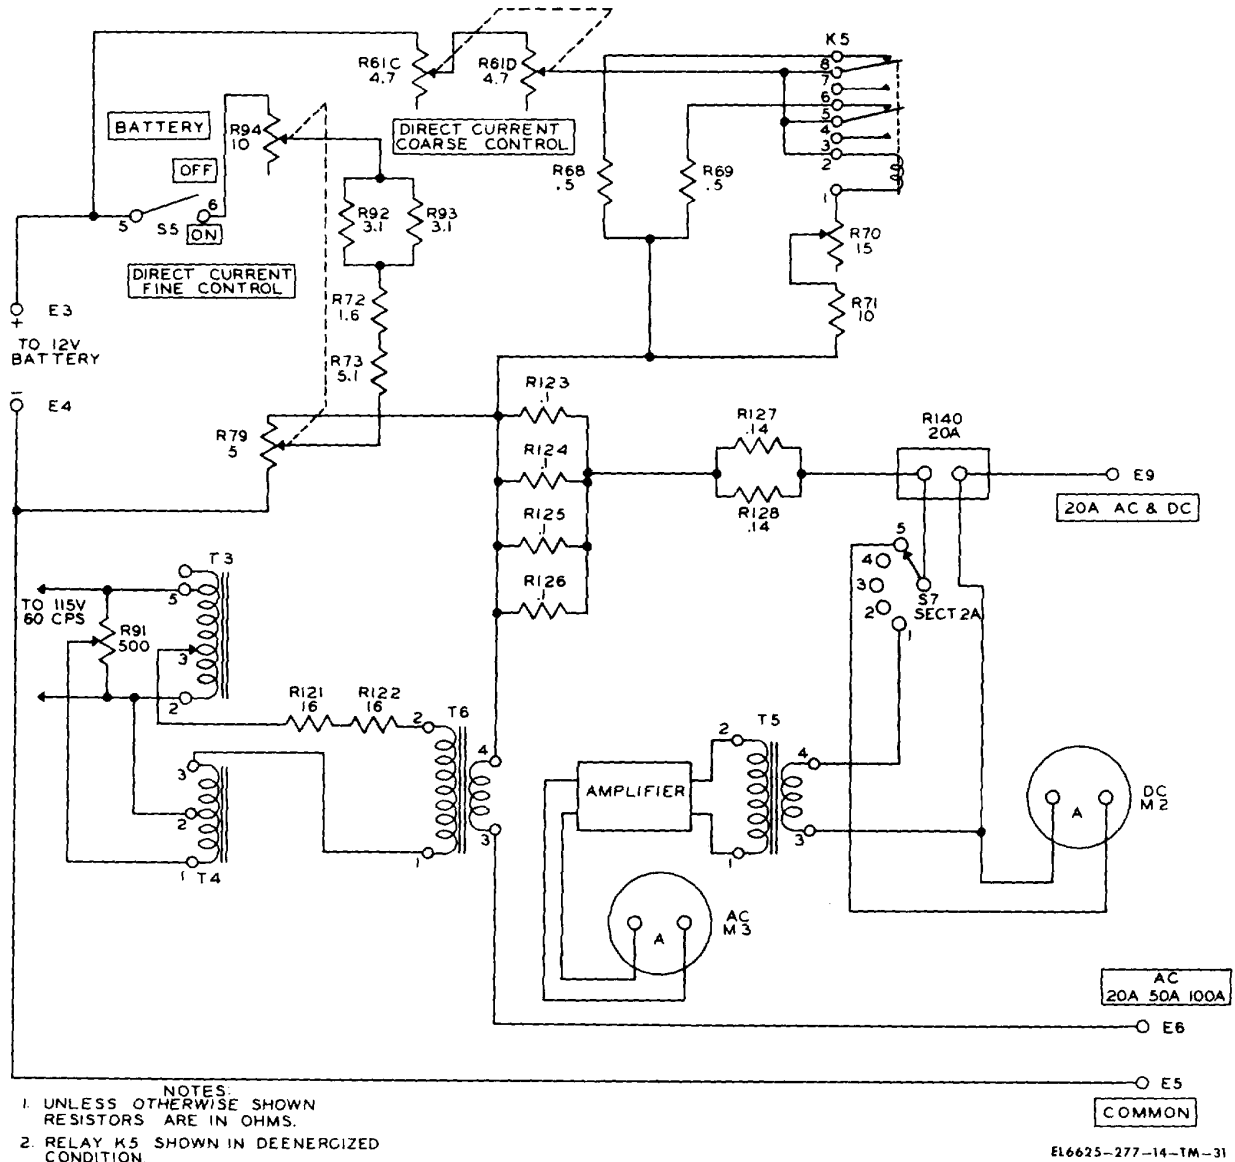 K5
R61C
4.7
R61D
4.7
8
7
6
5
4
3
2
1
BATTERY
R94
10
DIRECT CURRENT
COARSE CONTROL
OFF
R68
.5
R69
.5
5
S5
6
ON
R92
3.1
R93
3.1
R70
15
DIRECT CURRENT
FINE CONTROL
R72
1.6
R71
10
E3
+
TO 12V
BATTERY
R73
5.1
–
E4
R123
.1
R79
5
R127
.14
R140
20A
R124
.1
E9
R128
.14
20A AC & DC
R125
.1
5
T3
4
R126
.1
5
3
S7
SECT 2A
TO 115V
60 CPS
2
R91
500
1
3
2
R121
16
R122
16
2
T6
2
T5
4
4
3
AMPLIFIER
A
DC
M2
2
1
3
1
3
1
T4
AC
M3
A
AC
20A 50A 100A
E6
E5
COMMON
NOTES:
1. UNLESS OTHERWISE SHOWN
RESISTORS ARE IN OHMS.
2. RELAY K5 SHOWN IN DEENERGIZED
CONDITION.
EL6625-277-14-TM-31